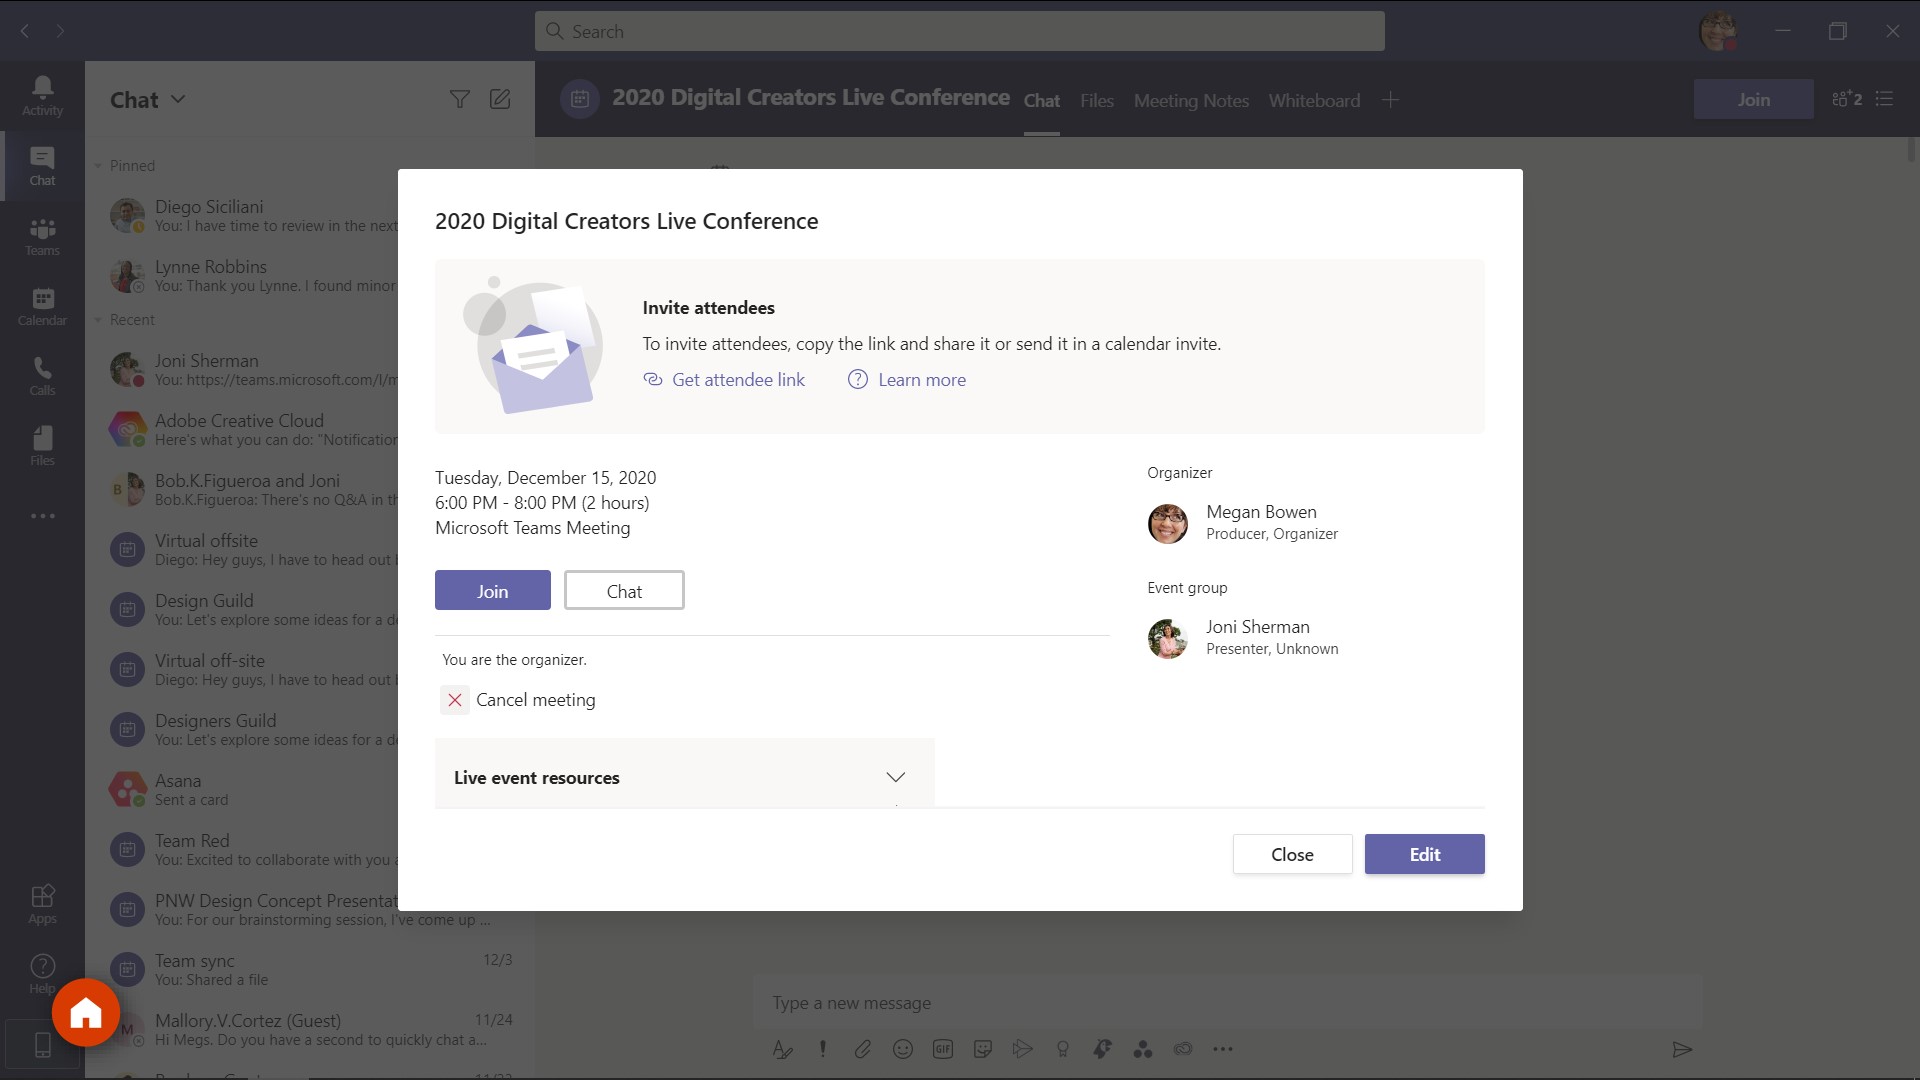 Search
Activity
Chat
Teams
Calendar
Calls
Files
Apps
Help
Chat
Pinned
Diego Siciliani
You: I have time to review in the next
Lynne Robbins
You: Thank you Lynne. I found minor
Recent
Joni Sherman
You: https://teams.microsoft.com/l/m
Adobe Creative Cloud
Here's what you can do: "Notification
Bob.K.Figueroa and Joni
B
Bob.K.Figueroa: There's no Q&A in th
Virtual offsite
Diego: Hey guys, I have to head out b
Design Guild
You: Let's explore some ideas for a de
Virtual off-site
Diego: Hey guys, I have to head out b
Designers Guild
You: Let's explore some ideas for a de
Asana
Sent a card
Team Red
You: Excited to collaborate with you a
PNW Design Concept Presentat
You: For our brainstorming session, I've come up ...
Team sync 12/3
You: Shared a file
Mallory.V.Cortez (Guest) 11/24
M
Hi Megs. Do you have a second to quickly chat a...
2020 Digital Creators Live Conference Chat Files Meeting Notes Whiteboard
Join
2
2020 Digital Creators Live Conference
Invite attendees
To invite attendees, copy the link and share it or send it in a calendar invite.
Get attendee link Learn more
Tuesday, December 15, 2020
6:00 PM - 8:00 PM (2 hours)
Microsoft Teams Meeting
Join Chat
You are the organizer.
Cancel meeting
Live event resources
Organizer
Megan Bowen
Producer, Organizer
Event group
Joni Sherman
Presenter, Unknown
Close Edit
Type a new message
GIF